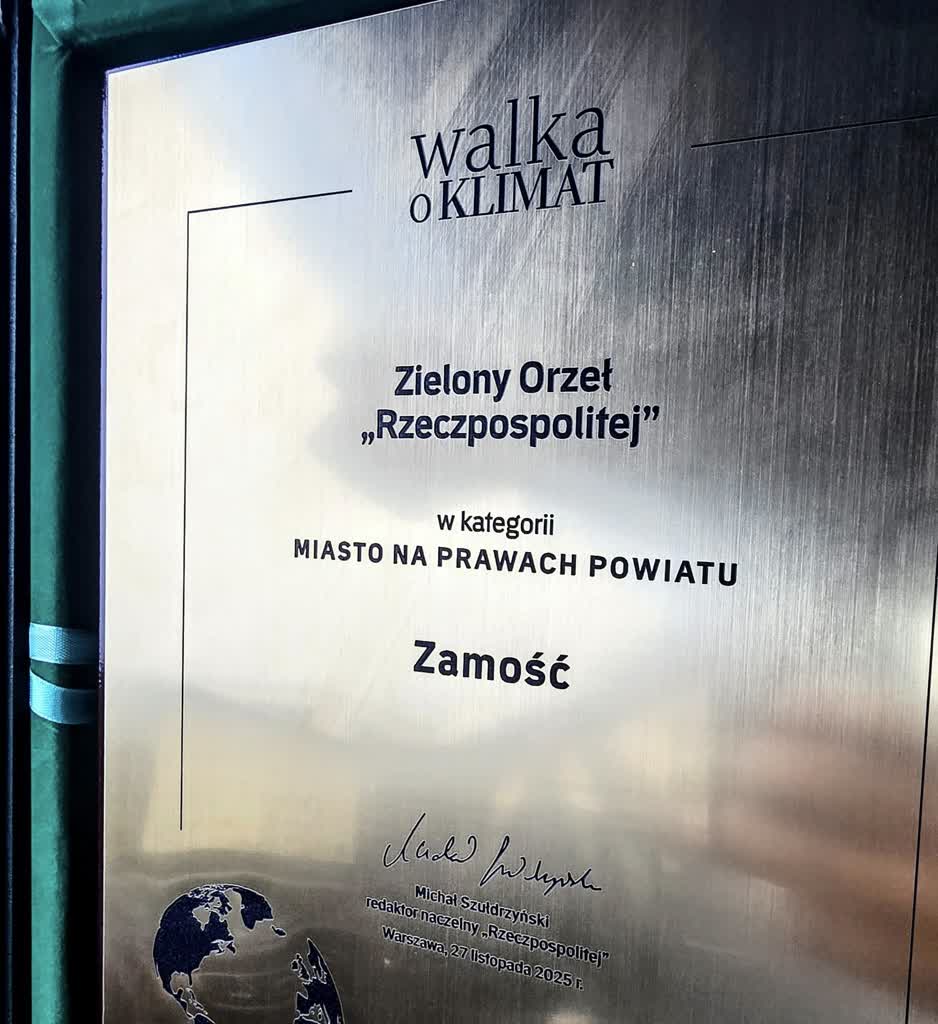 walka
o KLIMAT
Zielony Orzeł
„Rzeczpospolitej”
w kategorii
MIASTO NA PRAWACH POWIATU
Zamość
Michał Szułdrzyński
redaktor naczelny „Rzeczpospolitej”
Warszawa, 27 listopada 2025 r.